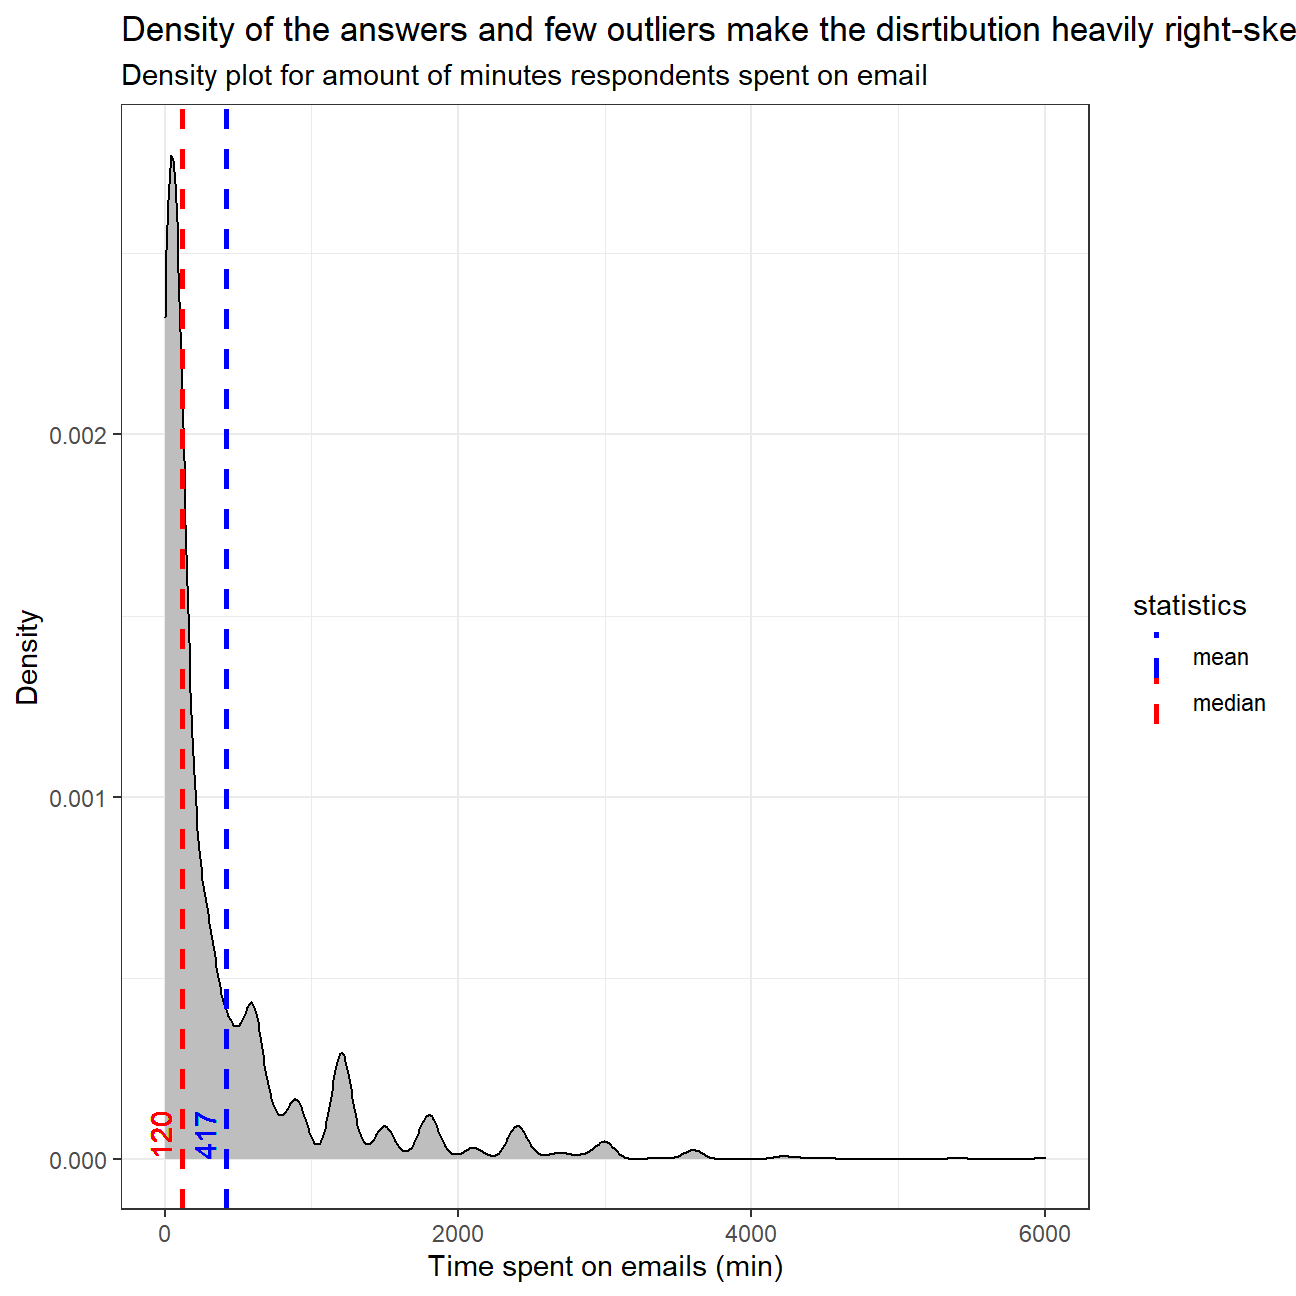 Density of the answers and few outliers make the disrtibution heavily right-ske
Density plot for amount of minutes respondents spent on email
Density
0.002
0.001
0.000
120
417
0
2000
4000
6000
Time spent on emails (min)
statistics
mean
median